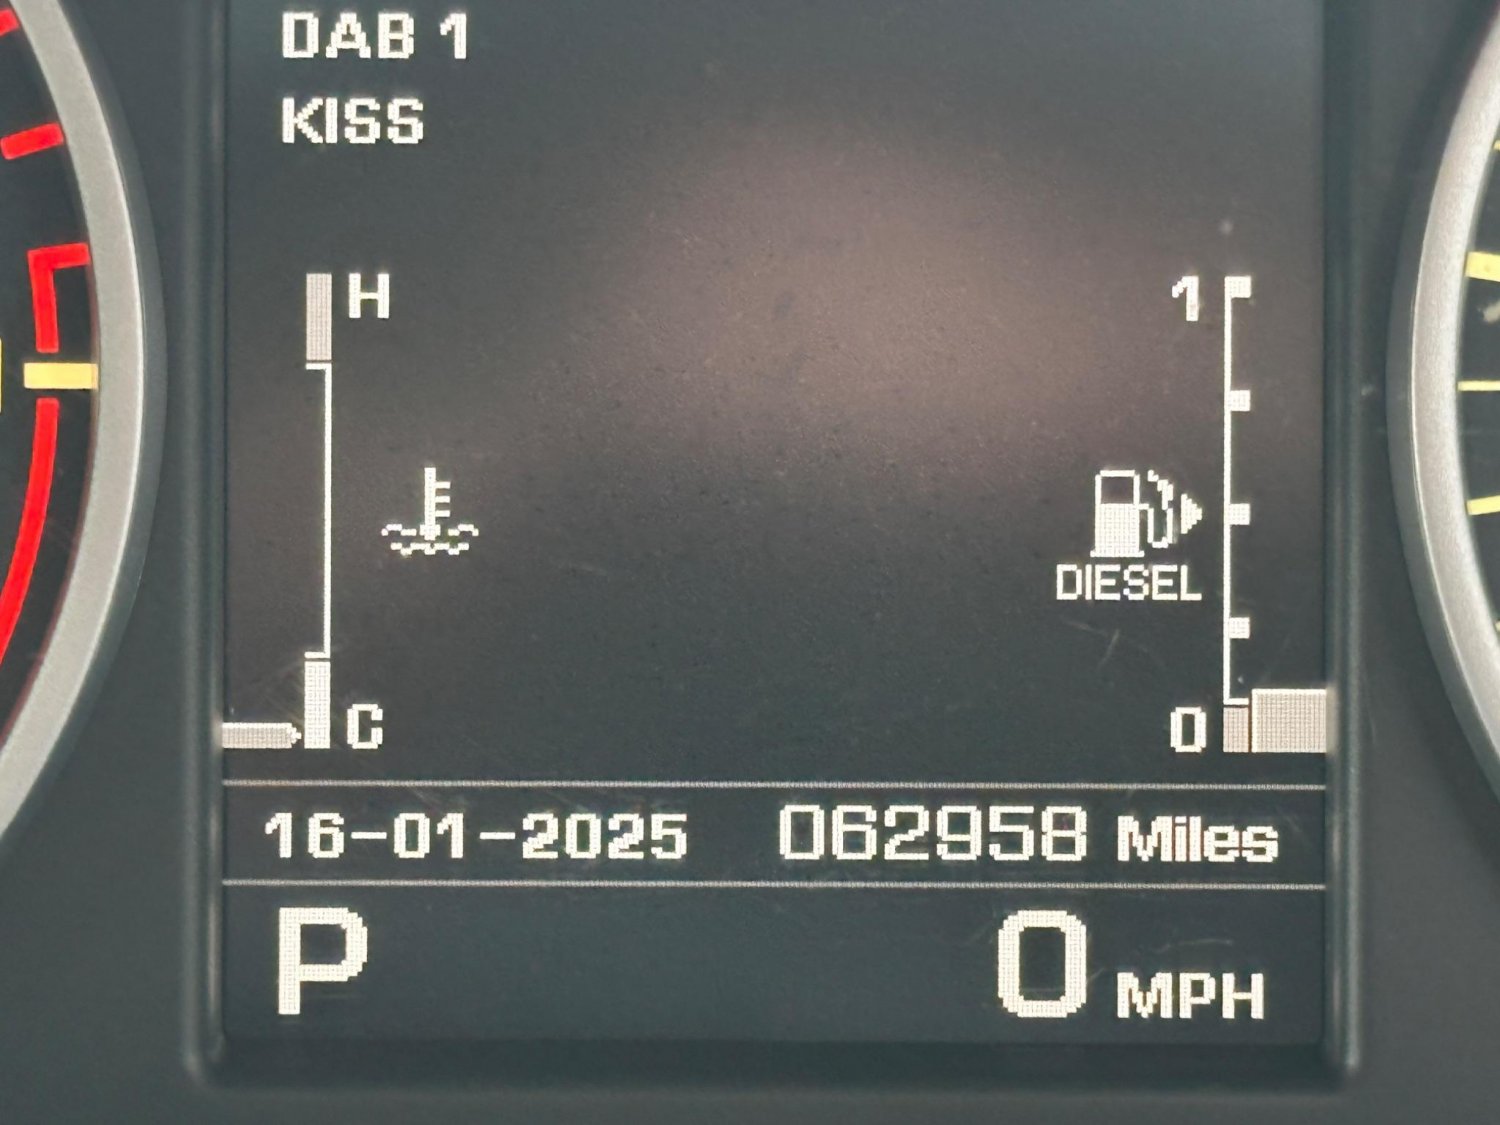 DAB 1
KISS
H
1
DIESEL
C
0
16-01-2025 062958 Miles
P 0 MPH